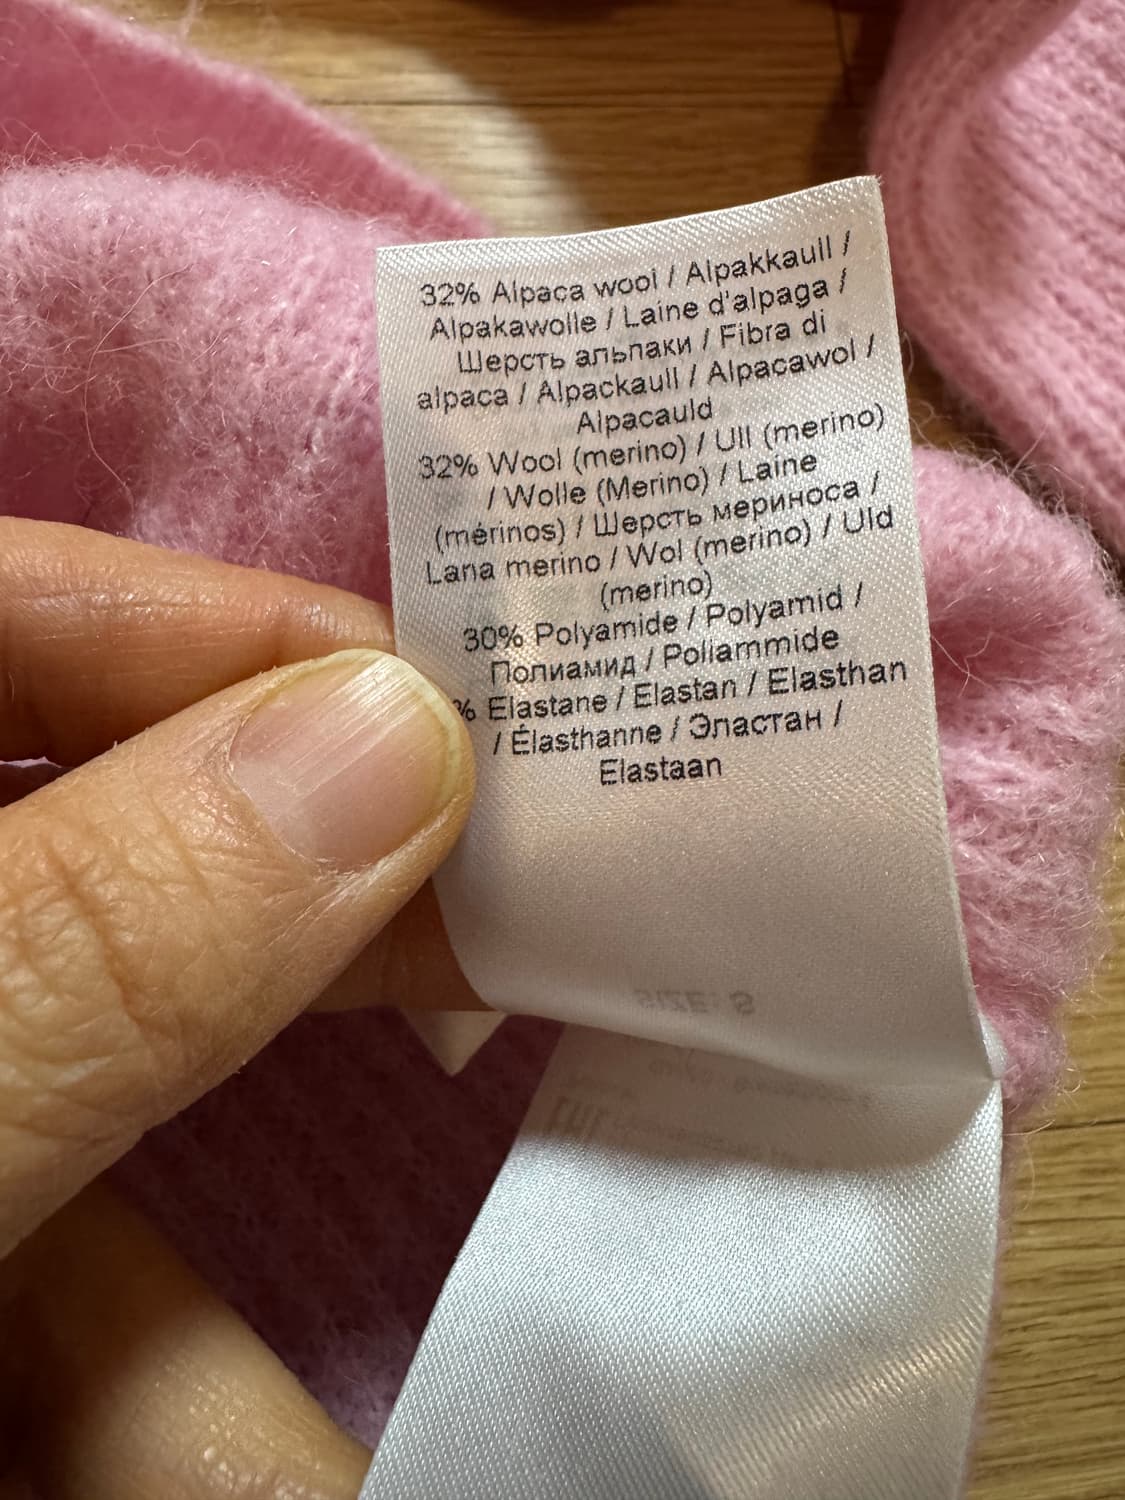 32% Alpaca wool / Alpakkaull /
Alpakawolle / Laine d'alpaga /
Шерсть альпаки / Fibra di
alpaca / Alpackaull / Alpacawol /
Alpacauld
32% Wool (merino) / Ull (merino)
/ Wolle (Merino) / Laine
(mérinos) / Шерсть мериноса /
Lana merino / Wol (merino) / Uld
(merino)
30% Polyamide / Polyamid /
Полиамид / Poliammide
% Elastane / Elastan / Elasthan
/ Élasthanne / Эластан /
Elastaan
SIZE: S